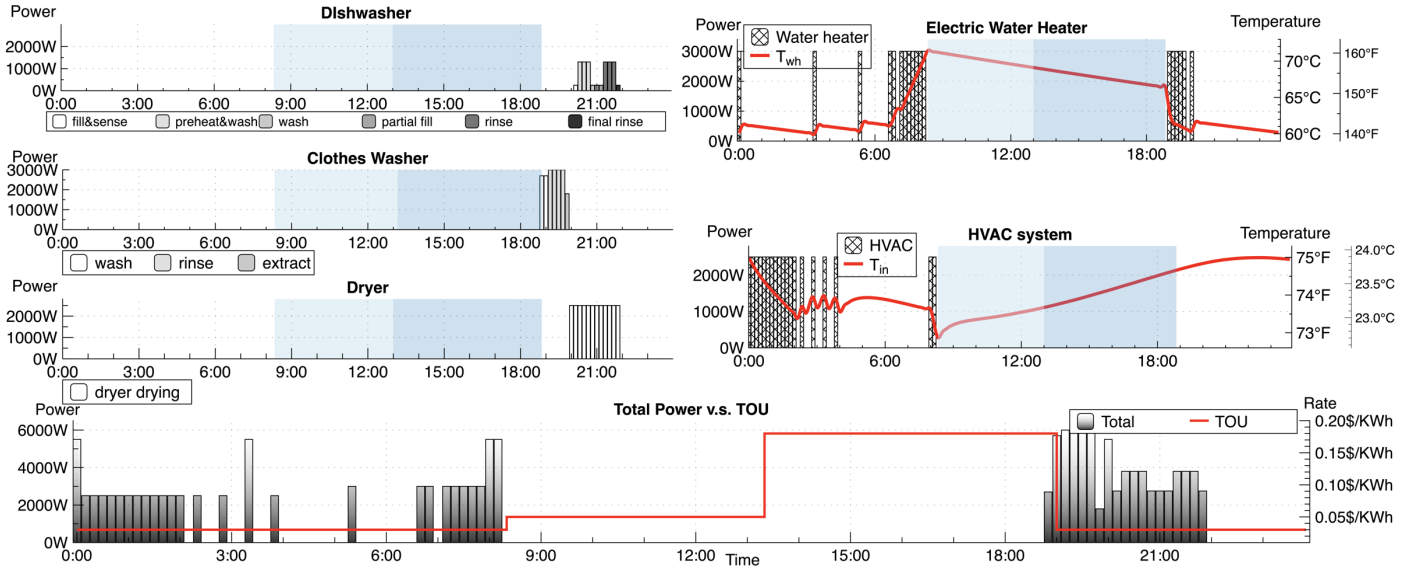 DIshwasher
Power
2000W
1000W
0W
0:00 3:00 6:00 9:00 12:00 15:00 18:00 21:00
fill&sense preheat&wash wash partial fill rinse final rinse
Clothes Washer
Power
3000W
2000W
1000W
0W
0:00 3:00 6:00 9:00 12:00 15:00 18:00 21:00
wash rinse extract
Dryer
Power
2000W
1000W
0W
0:00 3:00 6:00 9:00 12:00 15:00 18:00 21:00
dryer drying
Electric Water Heater
Power
Temperature
Water heater
T_wh
3000W
2000W
1000W
0W
70°C
65°C
60°C
160°F
150°F
140°F
0:00 6:00 12:00 18:00
HVAC system
Power
Temperature
HVAC
T_in
2000W
1000W
0W
75°F
74°F
73°F
24.0°C
23.5°C
23.0°C
0:00 6:00 12:00 18:00
Total Power v.s. TOU
Power
Rate
Total TOU
6000W
4000W
2000W
0W
0.20$/KWh
0.15$/KWh
0.10$/KWh
0.05$/KWh
0:00 3:00 6:00 9:00 12:00 15:00 18:00 21:00
Time